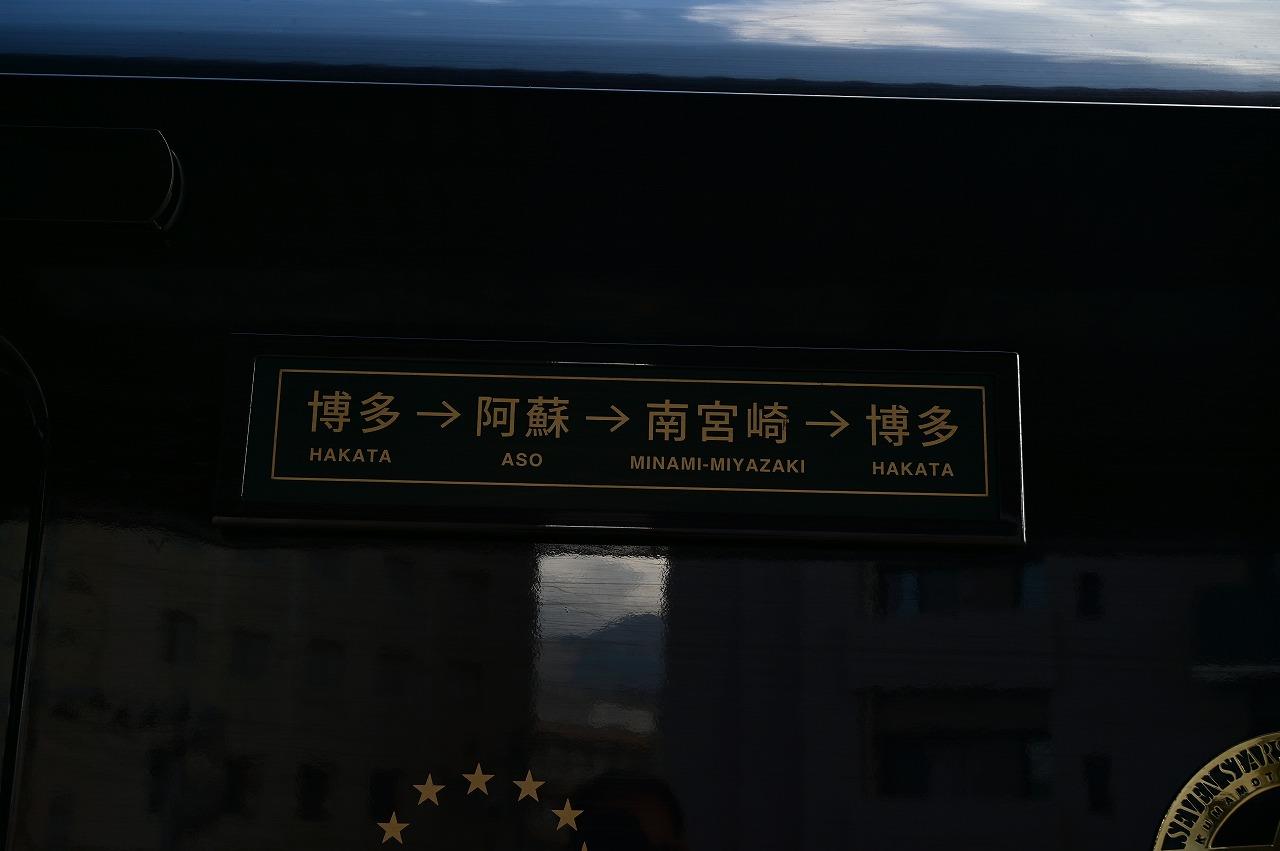 博多→阿蘇→南宮崎→博多
HAKATA ASO MINAMI-MIYAZAKI HAKATA
SEVEN STARS